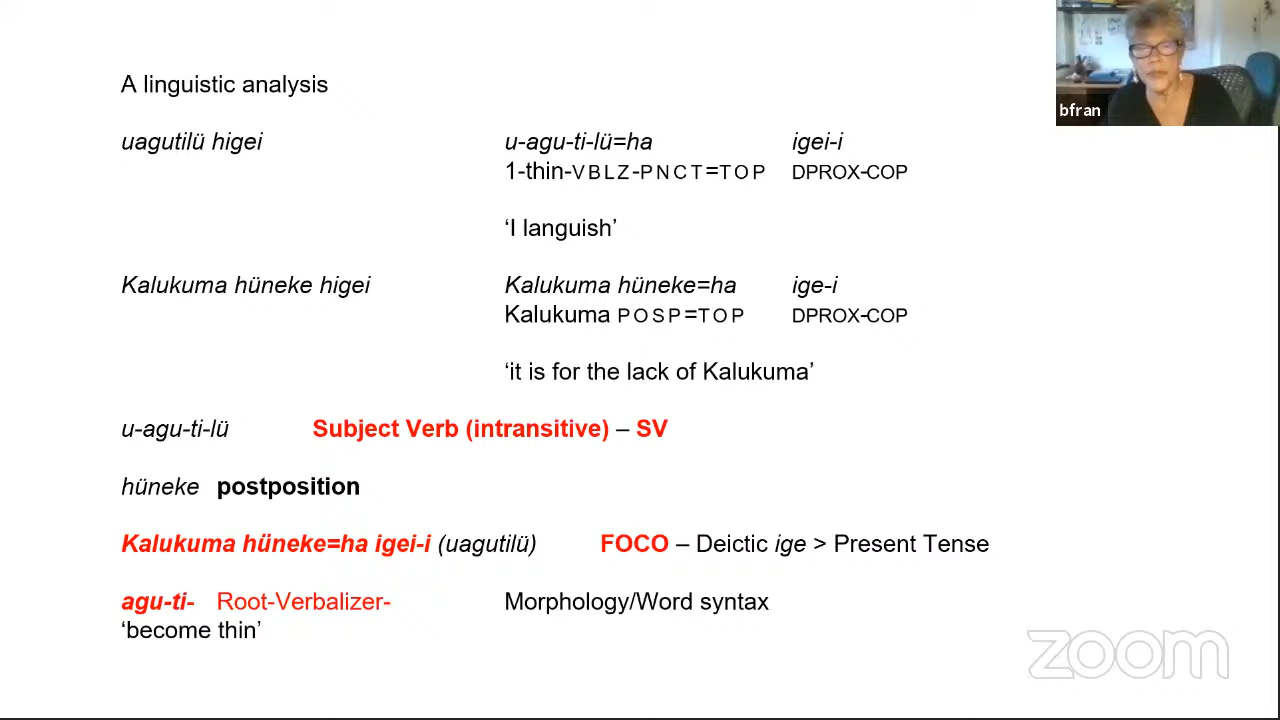 bfran
A linguistic analysis
uagutilü higei u-agu-ti-lü=ha igei-i
1-thin-VBLZ-PNCT=TOP DPROX-COP
‘I languish’
Kalukuma hüneke higei Kalukuma hüneke=ha ige-i
Kalukuma POSP=TOP DPROX-COP
‘it is for the lack of Kalukuma’
u-agu-ti-lü Subject Verb (intransitive) – SV
hüneke postposition
Kalukuma hüneke=ha igei-i (uagutilü) FOCO – Deictic ige > Present Tense
agu-ti- Root-Verbalizer- Morphology/Word syntax
‘become thin’
zoom